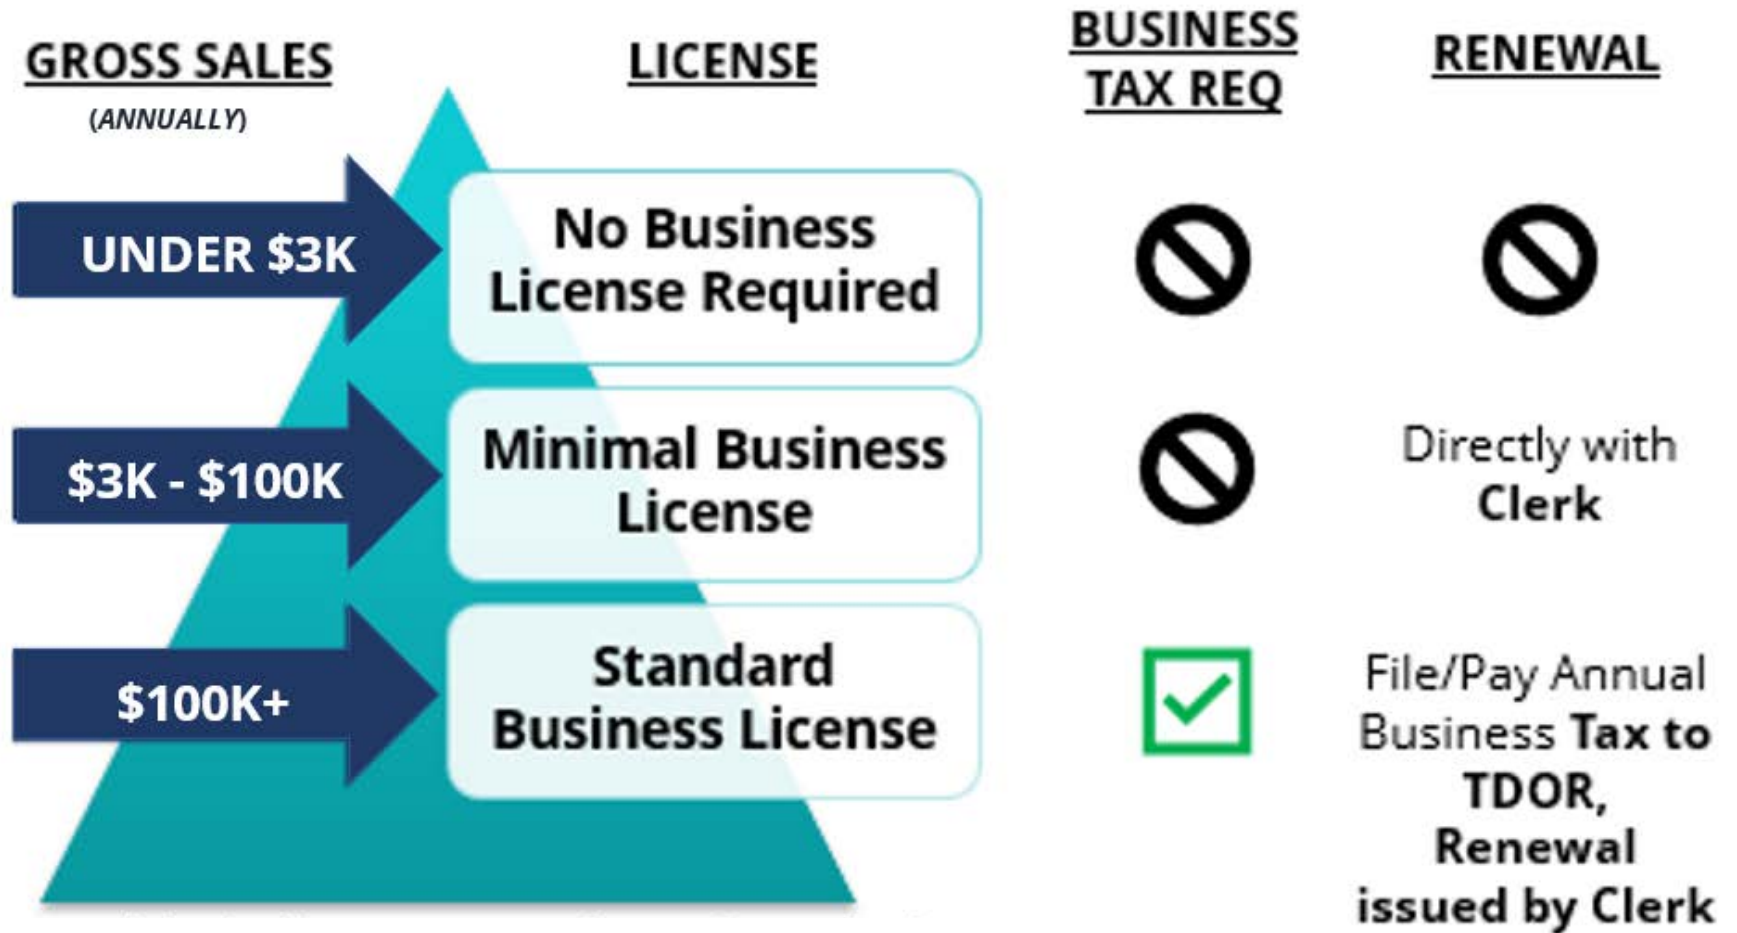 GROSS SALES
(ANNUALLY)
LICENSE
BUSINESS
TAX REQ
RENEWAL
UNDER $3K
No Business
License Required
$3K - $100K
Minimal Business
License
Directly with
Clerk
$100K+
Standard
Business License
File/Pay Annual
Business Tax to
TDOR,
Renewal
issued by Clerk